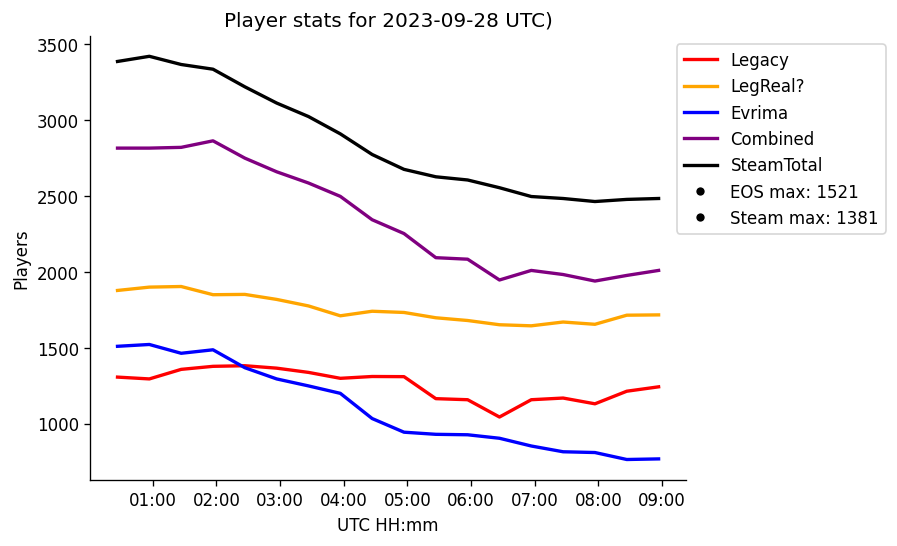 Player stats for 2023-09-28 UTC)
3500
3000
2500
2000
1500
1000
Players
01:00 02:00 03:00 04:00 05:00 06:00 07:00 08:00 09:00
UTC HH:mm
Legacy
LegReal?
Evrima
Combined
SteamTotal
EOS max: 1521
Steam max: 1381